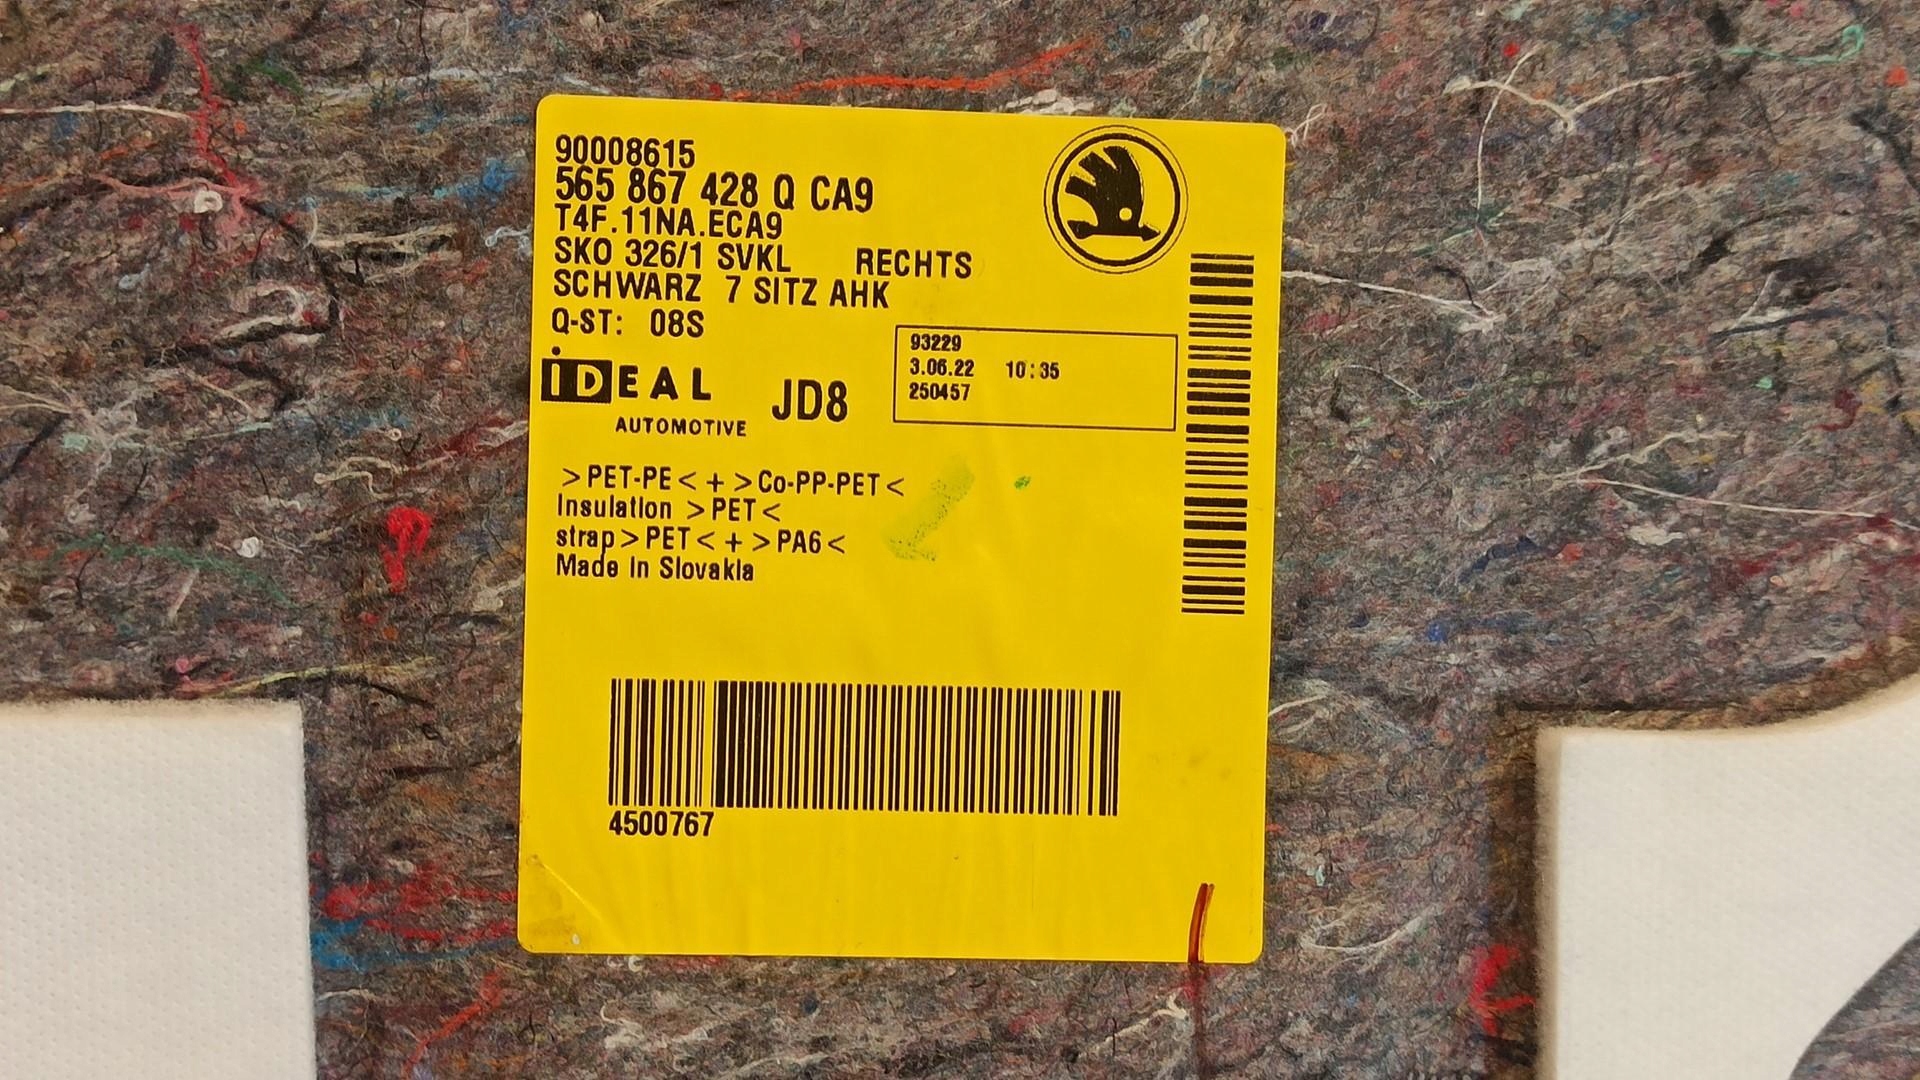 90008615
565 867 428 Q CA9
T4F.11NA.ECA9
SKO 326/1 SVKL RECHTS
SCHWARZ 7 SITZ AHK
Q-ST: 08S
iDEAL
AUTOMOTIVE
JD8
93229
3.06.22 10:35
250457
>PET-PE< + >Co-PP-PET<
Insulation >PET<
strap>PET< + >PA6<
Made In Slovakia
4500767